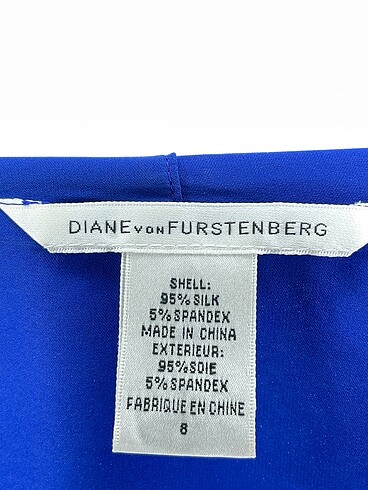 DIANE VON FURSTENBERG
SHELL:
95% SILK
5% SPANDEX
MADE IN CHINA
EXTERIEUR:
95% SOIE
5% SPANDEX
FABRIQUE EN CHINE
8